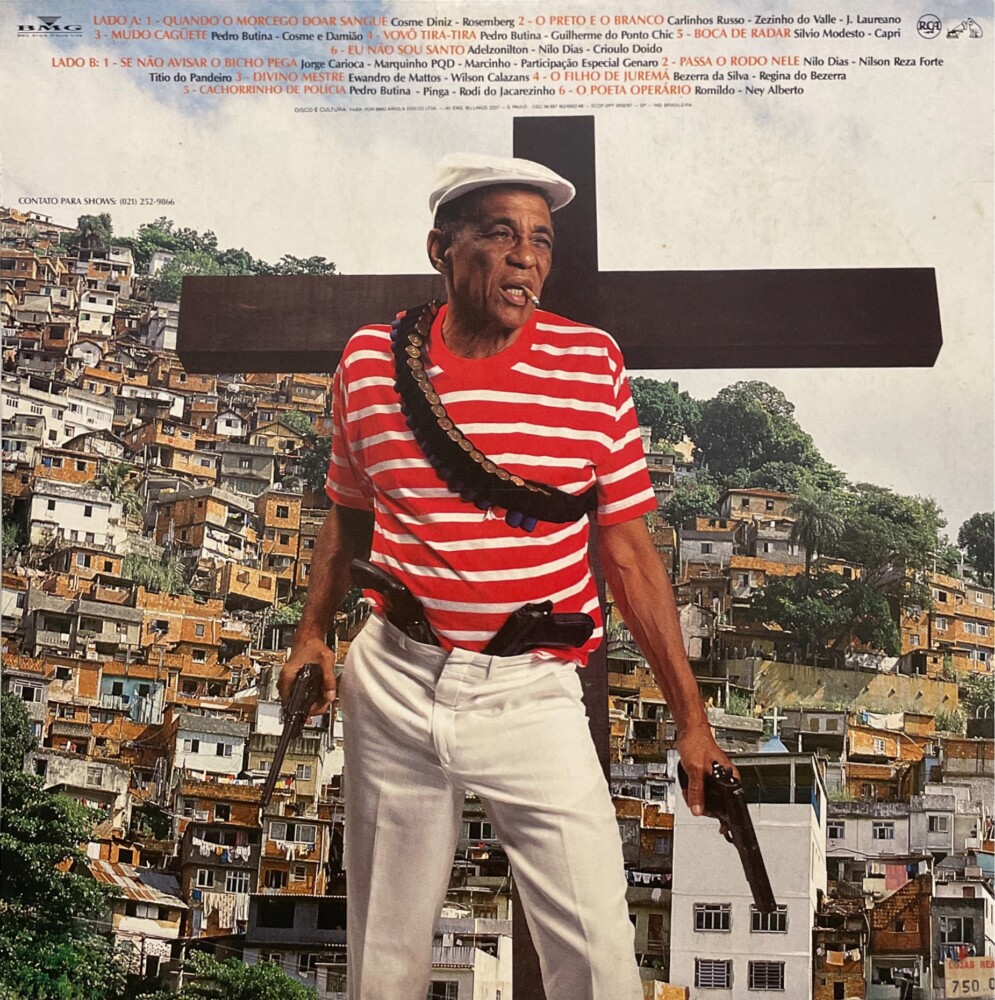 BMG
LADO A: 1 - QUANDO O MORCEGO DOAR SANGUE Cosme Diniz - Rosemberg 2 - O PRETO E O BRANCO Carlinhos Russo - Zezinho do Valle - J. Laureano
RCA
3 - MUDO CAGÜETE Pedro Butina - Cosme e Damião 4 - VOVÔ TIRA-TIRA Pedro Butina - Guilherme do Ponto Chic 5 - BOCA DE RADAR Silvio Modesto - Capri
6 - EU NÃO SOU SANTO Adelzonilton - Nilo Dias - Crioulo Doido
LADO B: 1 - SE NÃO AVISAR O BICHO PEGA Jorge Carioca - Marquinho PQD - Marcinho - Participação Especial Genaro 2 - PASSA O RODO NELE Nilo Dias - Nilson Reza Forte
Titio do Pandeiro 3 - DIVINO MESTRE Ewandro de Mattos - Wilson Calazans 4 - O FILHO DE JUREMÁ Bezerra da Silva - Regina do Bezerra
5 - CACHORRINHO DE POLÍCIA Pedro Butina - Pinga - Rodi do Jacarezinho 6 - O POETA OPERÁRIO Romildo - Ney Alberto
DISCO É CULTURA
CONTATO PARA SHOWS: (021) 252-9866
LOJAS REA
750.0